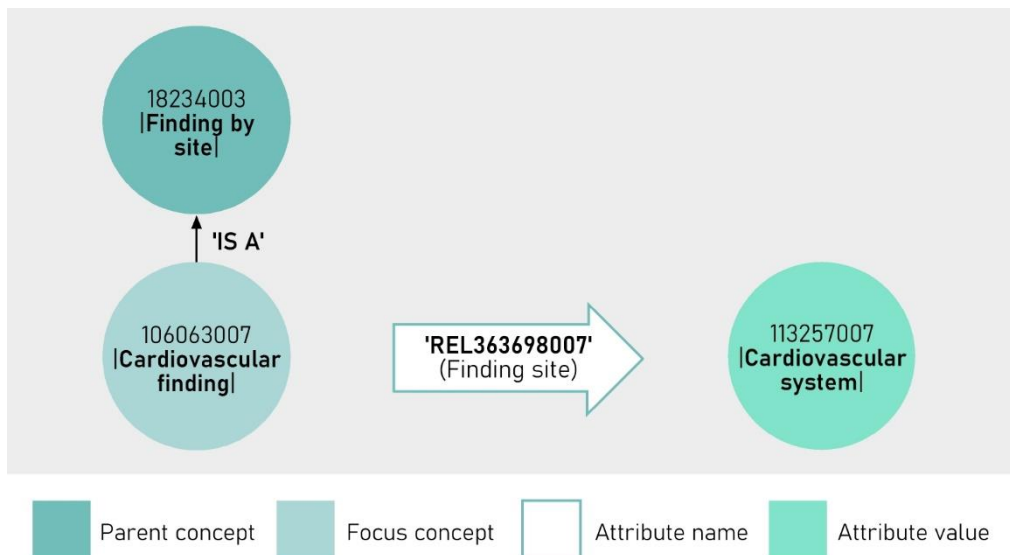 18234003
|Finding by
site|
'IS A'
106063007
|Cardiovascular
finding|
'REL363698007'
(Finding site)
113257007
|Cardiovascular
system|
Parent concept
Focus concept
Attribute name
Attribute value